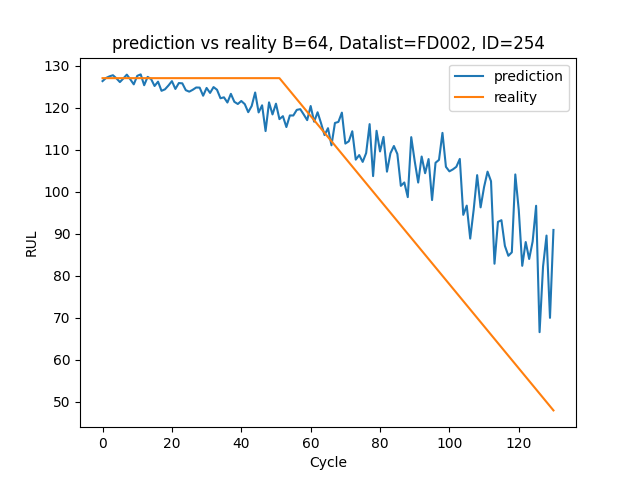 prediction vs reality B=64, Datalist=FD002, ID=254
prediction
reality
RUL
130
120
110
100
90
80
70
60
50
0 20 40 60 80 100 120
Cycle